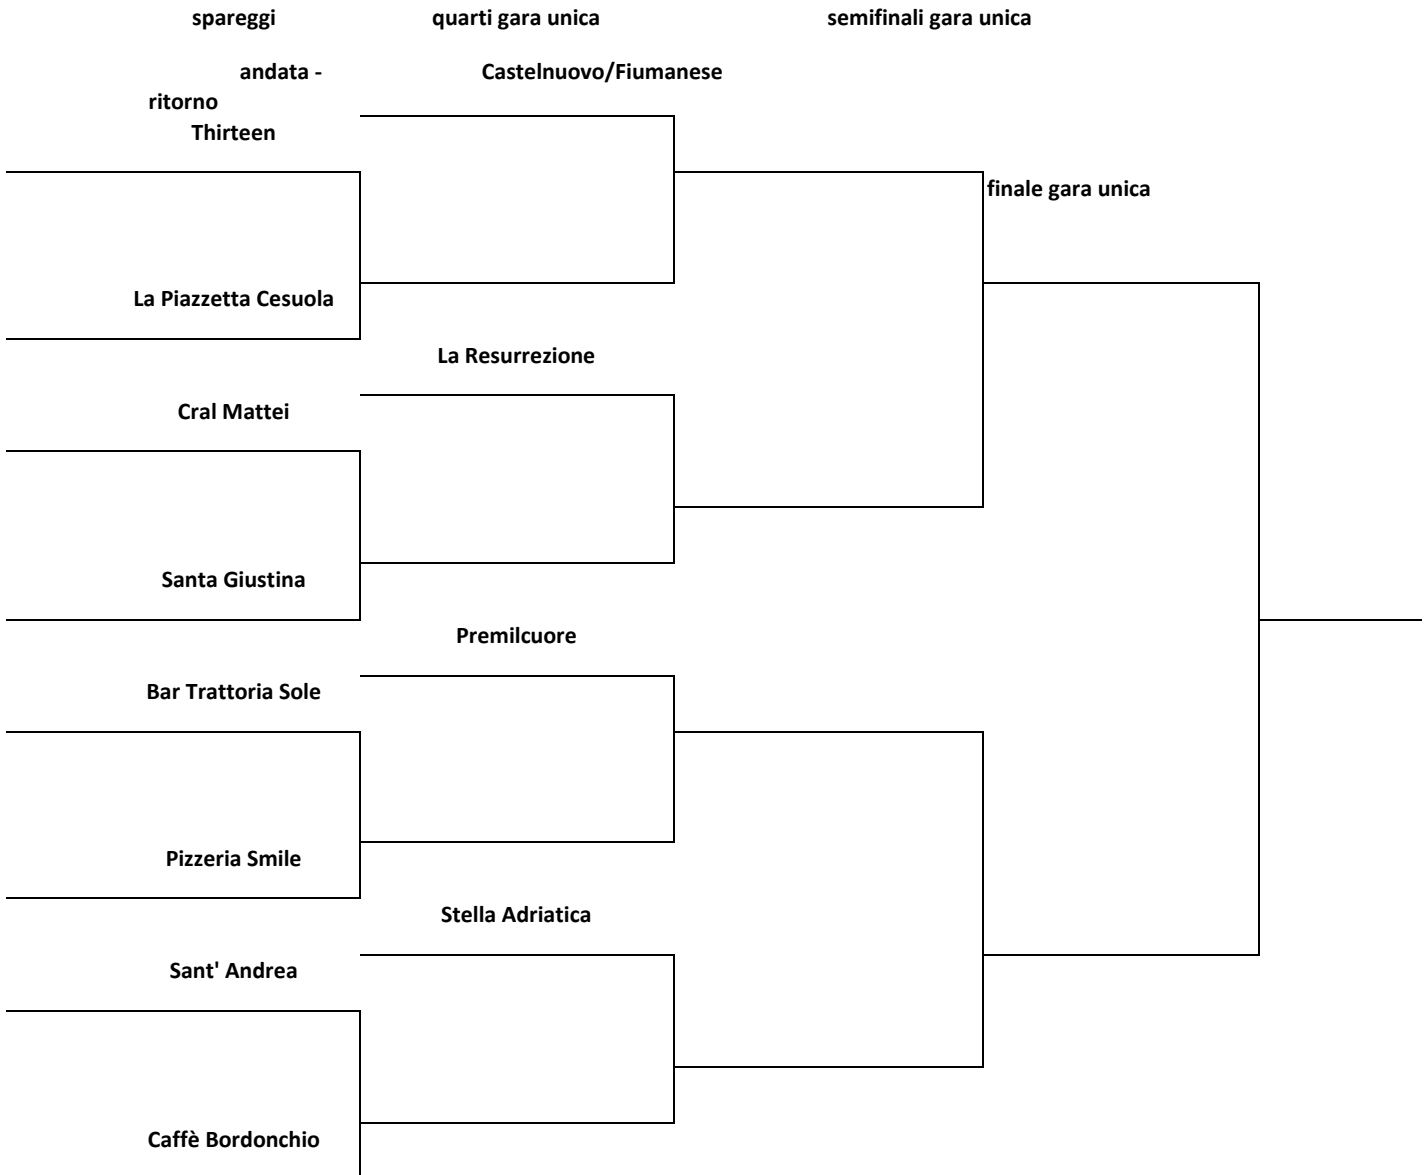 spareggi quarti gara unica semifinali gara unica
andata - Castelnuovo/Fiumanese
ritorno
Thirteen
finale gara unica
La Piazzetta Cesuola
La Resurrezione
Cral Mattei
Santa Giustina
Premilcuore
Bar Trattoria Sole
Pizzeria Smile
Stella Adriatica
Sant' Andrea
Caffè Bordonchio